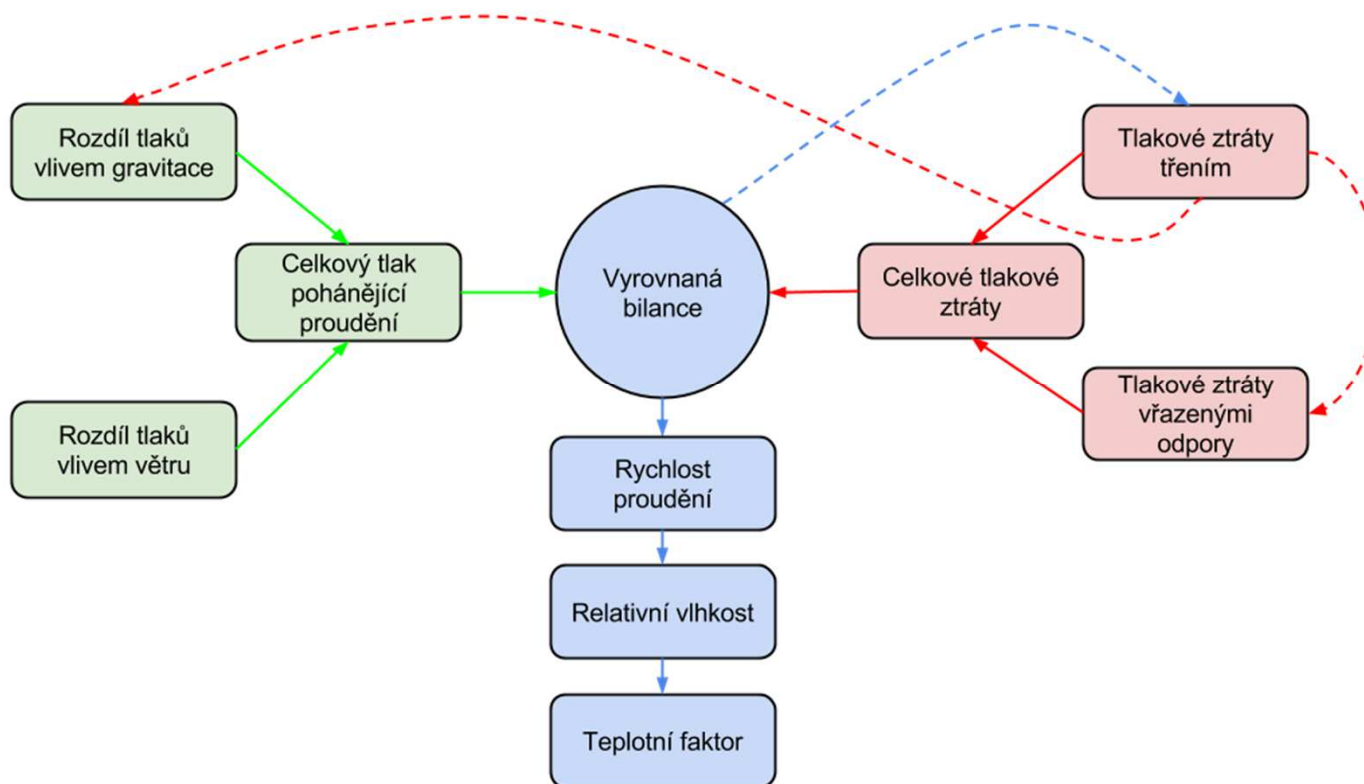 Rozdíl tlaků
vlivem gravitace
Tlakové ztráty
třením
Celkový tlak
pohánějící
proudění
Vyrovnaná
bilance
Celkové tlakové
ztráty
Rozdíl tlaků
vlivem větru
Tlakové ztráty
vřazenými
odpory
Rychlost
proudění
Relativní vlhkost
Teplotní faktor